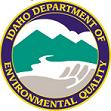 IDAHO DEPARTMENT OF
ENVIRONMENTAL QUALITY